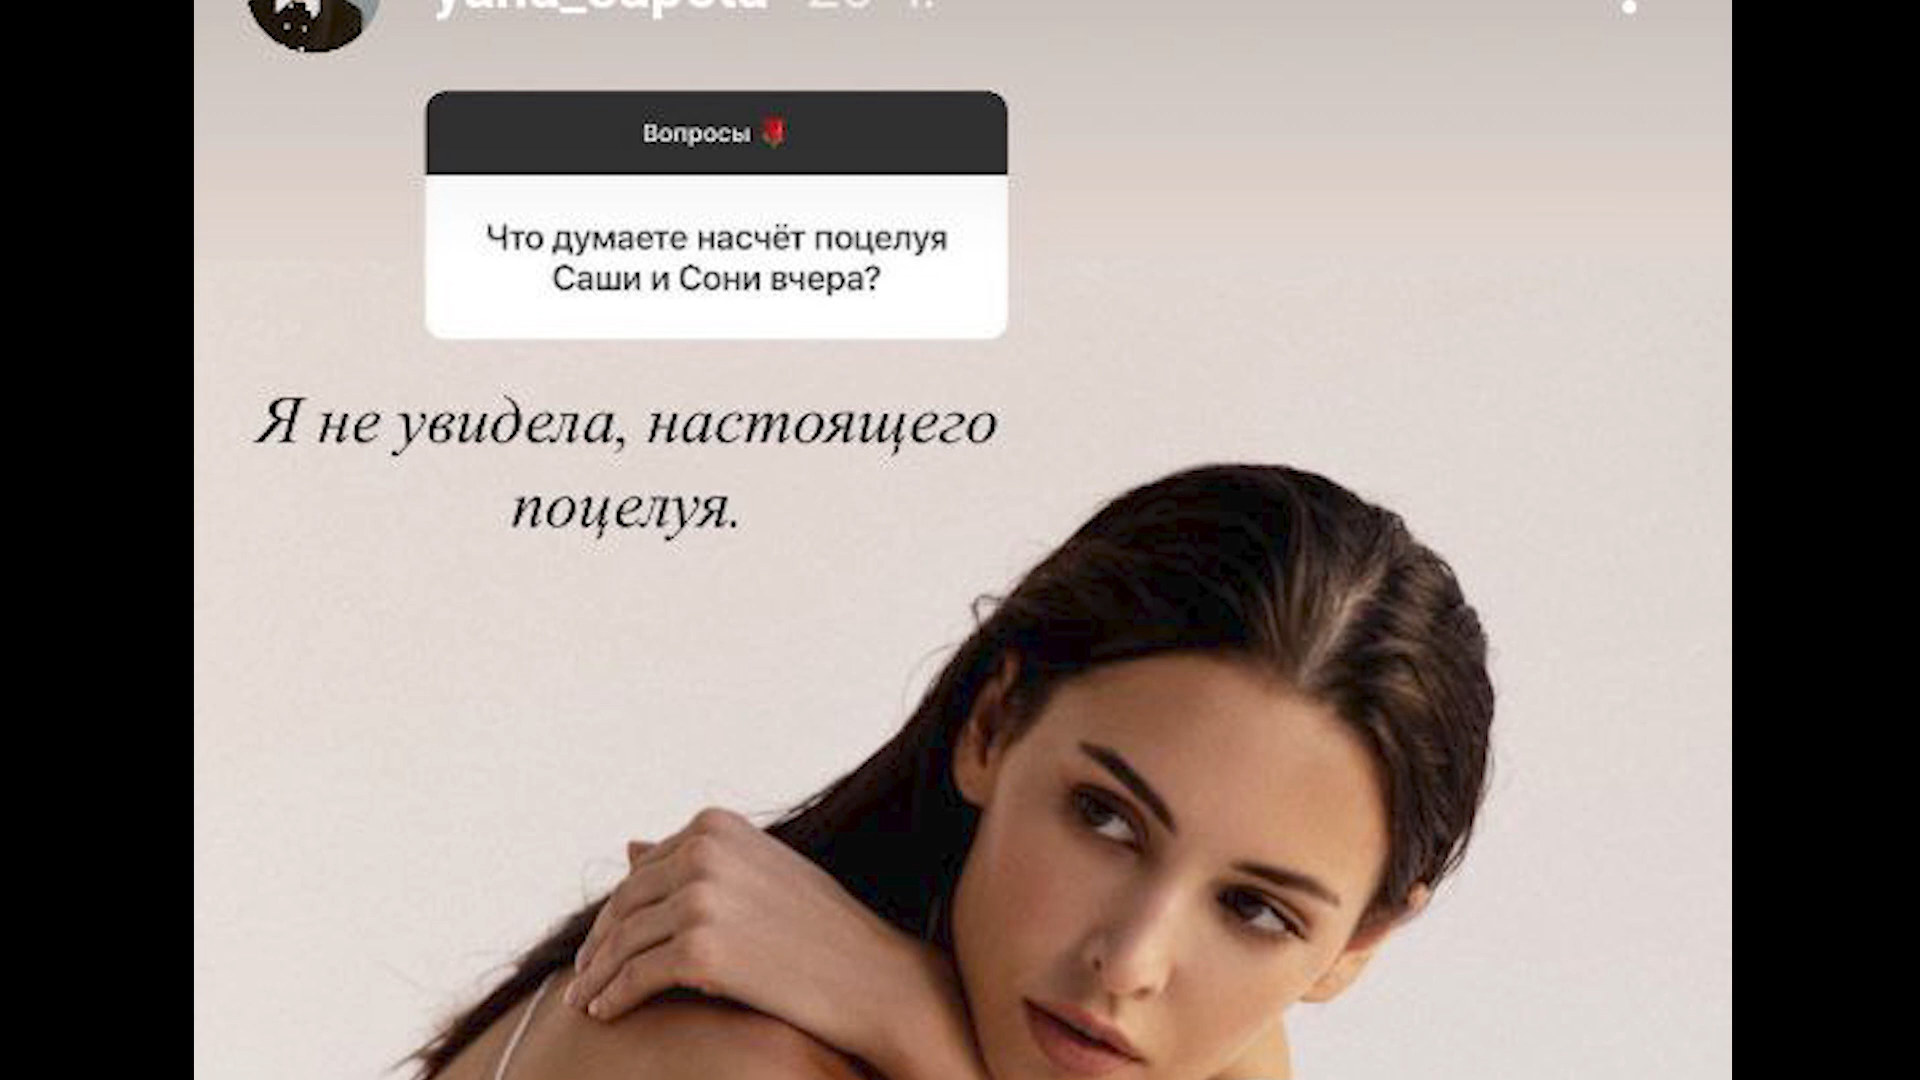 Вопросы 🌹
Что думаете насчёт поцелуя
Саши и Сони вчера?
Я не увидела, настоящего
поцелуя.